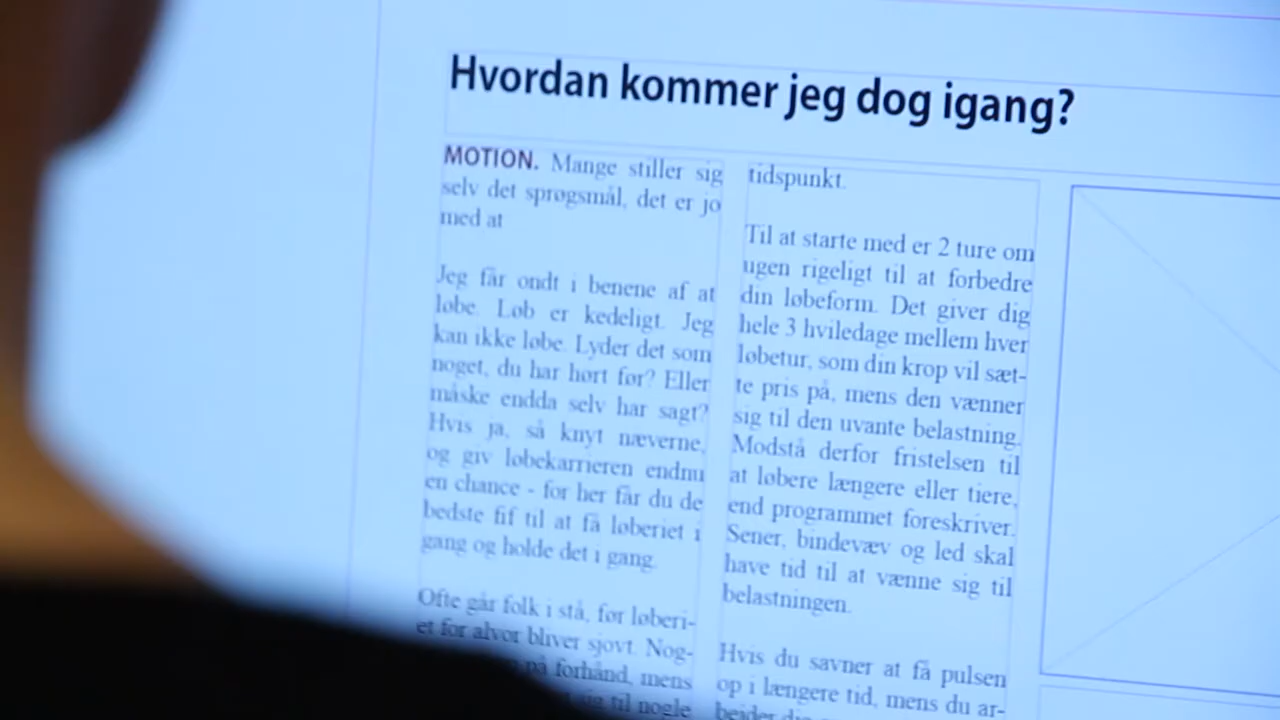 Hvordan kommer jeg dog igang?
MOTION. Mange stiller sig
selv det sprøgsmål, det er jo
med at
Jeg får ondt i benene af at
løbe. Løb er kedeligt. Jeg
kan ikke løbe. Lyder det som
noget, du har hørt før? Eller
måske endda selv har sagt?
Hvis ja, så knyt næverne,
og giv løbekarrieren endnu
en chance - for her får du de
bedste fif til at få løberiet i
gang og holde det i gang.
Ofte går folk i stå, før løberi-
et for alvor bliver sjovt. Nog-
på forhånd, mens
sig til nogle
tidspunkt.
Til at starte med er 2 ture om
ugen rigeligt til at forbedre
din løbeform. Det giver dig
hele 3 hviledage mellem hver
løbetur, som din krop vil sæt-
te pris på, mens den vænner
sig til den uvante belastning.
Modstå derfor fristelsen til
at løbere længere eller tiere,
end programmet foreskriver.
Sener, bindevæv og led skal
have tid til at vænne sig til
belastningen.
Hvis du savner at få pulsen
op i længere tid, mens du ar-
bejder